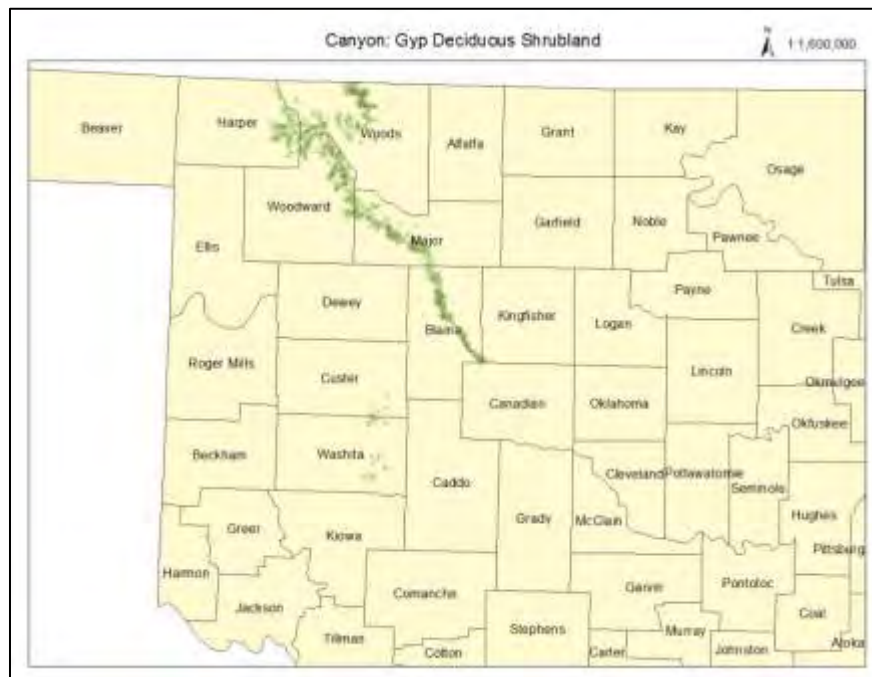 Canyon: Gyp Deciduous Shrubland
N
1:1,600,000
Beaver
Harper
Woods
Alfalfa
Grant
Kay
Osage
Woodward
Ellis
Major
Garfield
Noble
Pawnee
Tulsa
Dewey
Blaine
Kingfisher
Logan
Payne
Creek
Roger Mills
Custer
Canadian
Oklahoma
Lincoln
Okmulgee
Okfuskee
Beckham
Washita
Caddo
Cleveland
Pottawatomie
Seminole
Grady
McClain
Hughes
Greer
Kiowa
Pittsburg
Harmon
Jackson
Comanche
Garvin
Pontotoc
Coal
Tillman
Cotton
Stephens
Carter
Murray
Johnston
Atoka